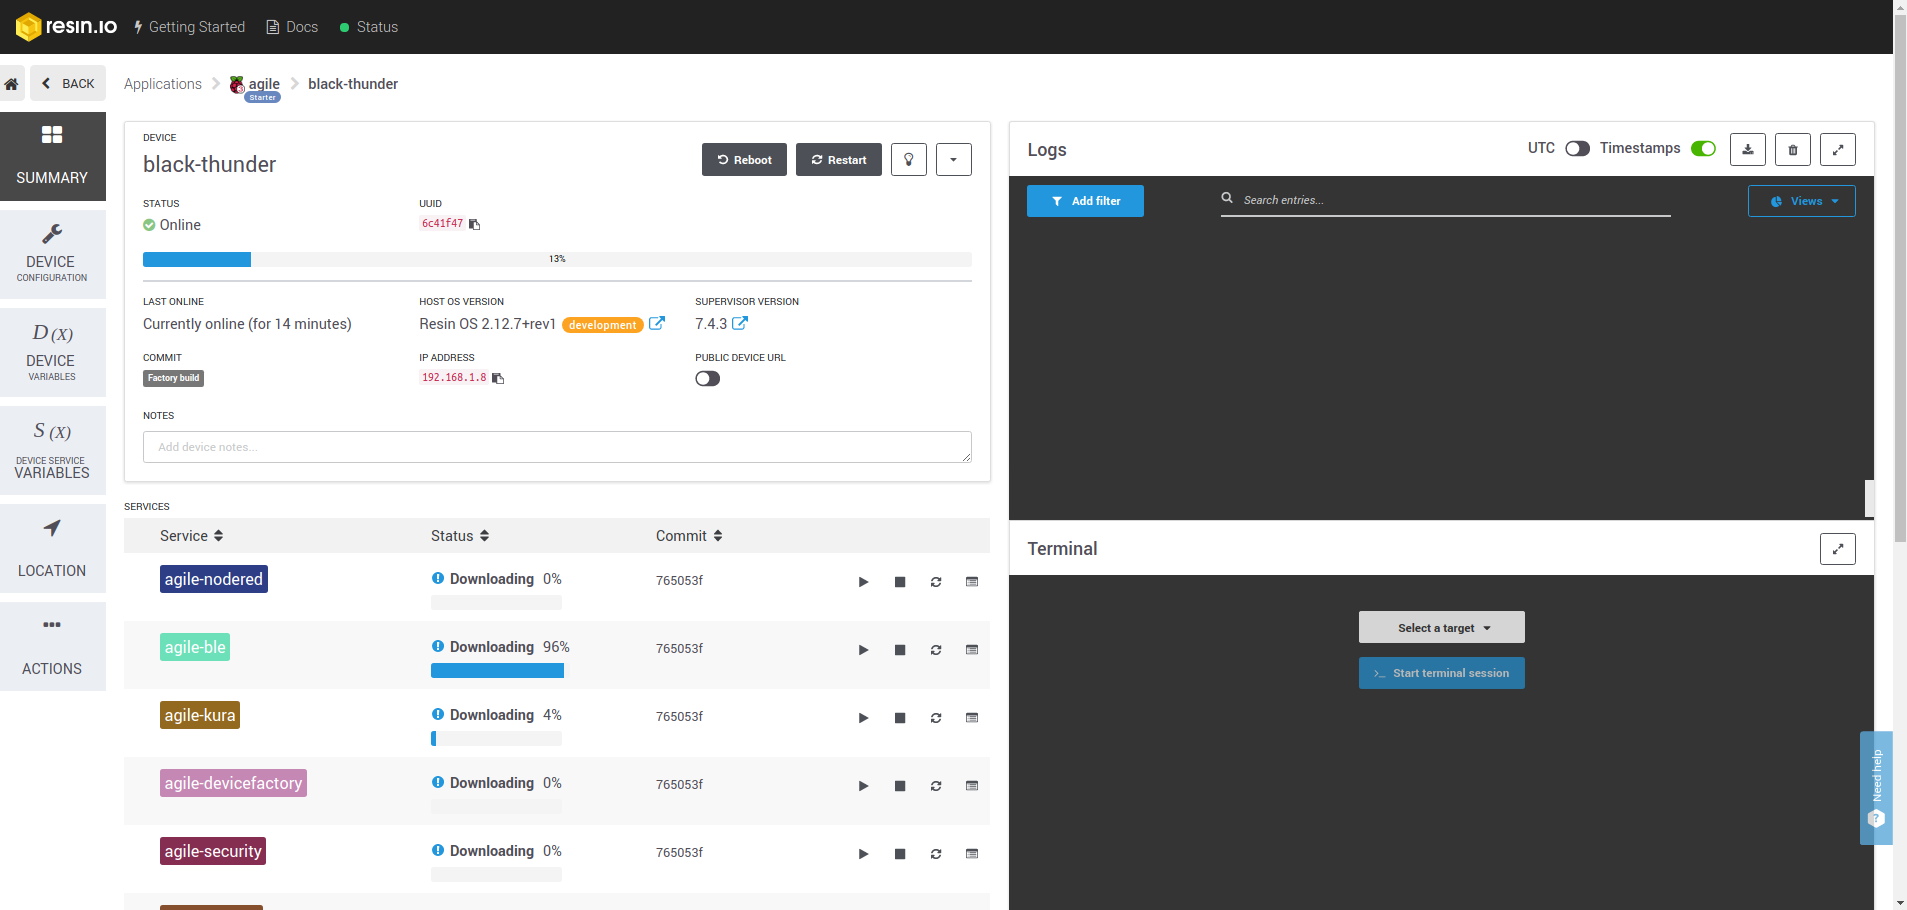 resin.io Getting Started Docs Status
BACK
Applications agile black-thunder
Starter
SUMMARY
DEVICE
CONFIGURATION
D (X)
DEVICE
VARIABLES
S (X)
DEVICE SERVICE
VARIABLES
LOCATION
ACTIONS
DEVICE
black-thunder
Reboot Restart
STATUS UUID
Online 6c41f47
13%
LAST ONLINE HOST OS VERSION SUPERVISOR VERSION
Currently online (for 14 minutes) Resin OS 2.12.7+rev1 development 7.4.3
COMMIT IP ADDRESS PUBLIC DEVICE URL
Factory build 192.168.1.8
NOTES
Add device notes...
SERVICES
Service Status Commit
agile-nodered Downloading 0% 765053f
agile-ble Downloading 96% 765053f
agile-kura Downloading 4% 765053f
agile-devicefactory Downloading 0% 765053f
agile-security Downloading 0% 765053f
Logs UTC Timestamps
Add filter Search entries... Views
Terminal
Select a target
>_ Start terminal session
Need help
?